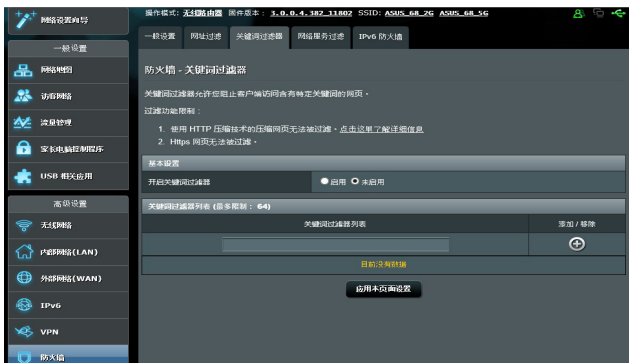 网络设置向导
操作模式: 无线路由器 固件版本: 3.0.0.4.382_11802 SSID: ASUS_68_2G ASUS_68_5G
一般设置 网址过滤 关键词过滤器 网络服务过滤 IPv6 防火墙
一般设置
网络地图
访客网络
流量管理
家长电脑控制程序
USB 相关应用
高级设置
无线网络
内部网络(LAN)
外部网络(WAN)
IPv6
VPN
防火墙
防火墙 - 关键词过滤器
关键词过滤器允许您阻止客户端访问含有特定关键词的网页。
过滤功能限制:
1. 使用 HTTP 压缩技术的压缩网页无法被过滤。点击这里了解详细信息
2. Https 网页无法被过滤。
基本设置
开启关键词过滤器 启用 未启用
关键词过滤器列表 (最多限制: 64)
关键词过滤器列表 添加 / 移除
目前没有数据
应用本页面设置